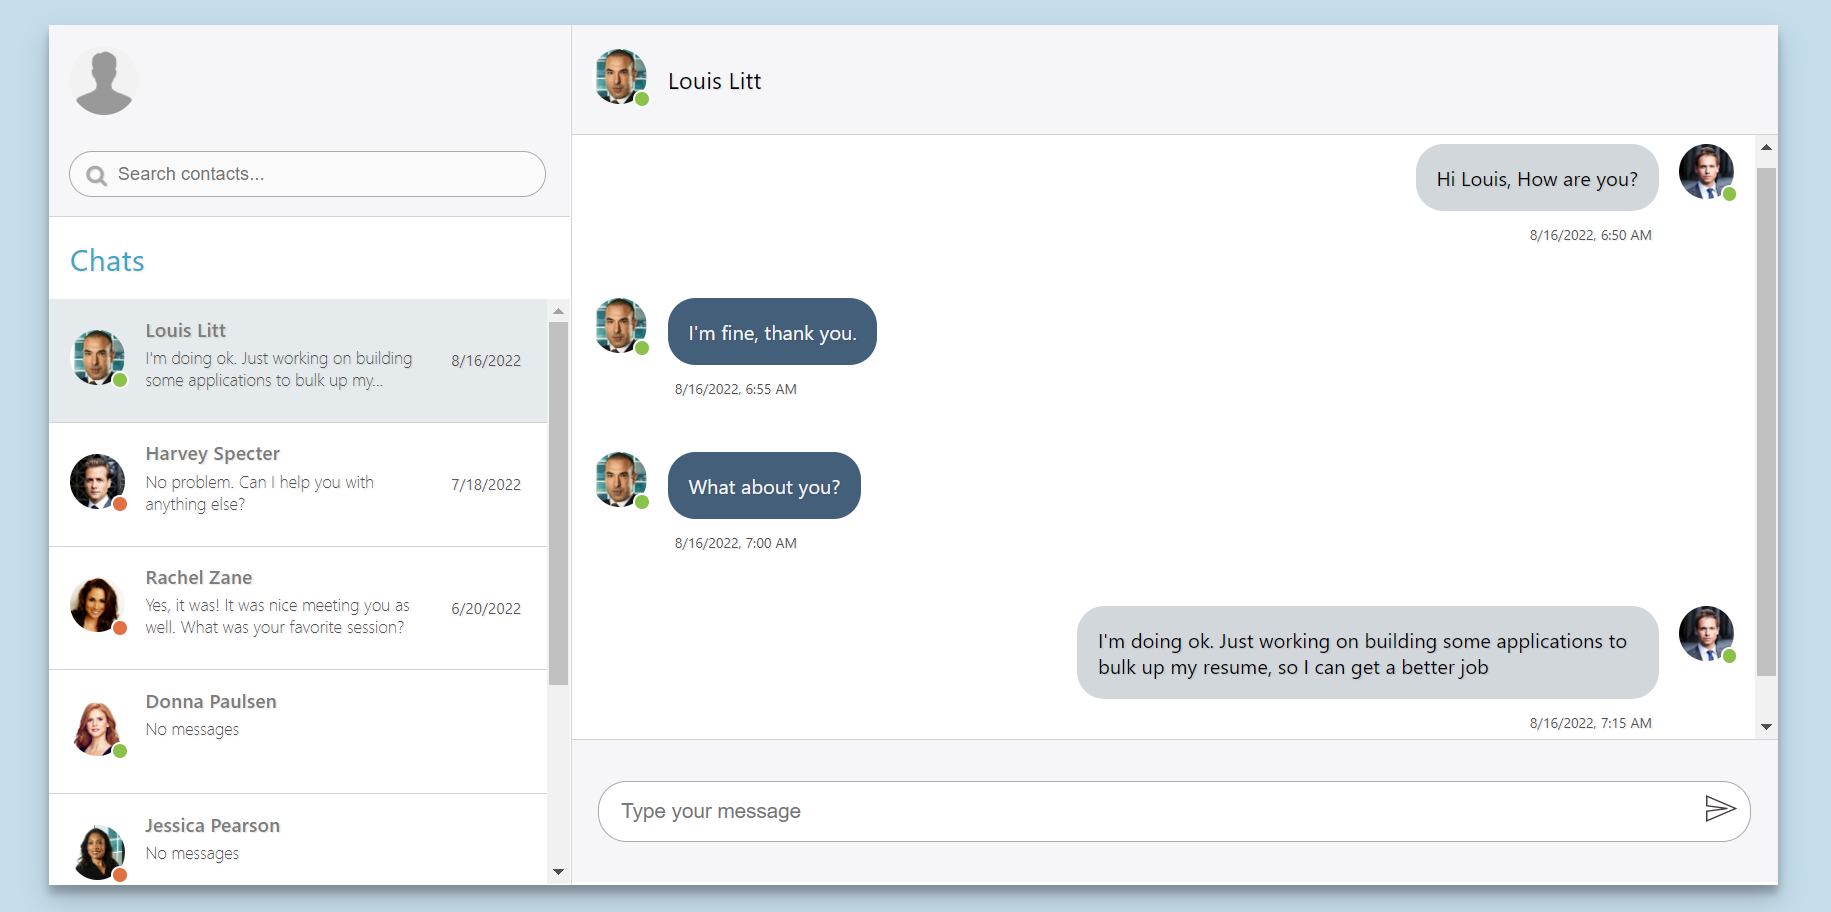 Search contacts...
Chats
Louis Litt
I'm doing ok. Just working on building
some applications to bulk up my...
8/16/2022
Harvey Specter
No problem. Can I help you with
anything else?
7/18/2022
Rachel Zane
Yes, it was! It was nice meeting you as
well. What was your favorite session?
6/20/2022
Donna Paulsen
No messages
Jessica Pearson
No messages
Louis Litt
Hi Louis, How are you?
8/16/2022, 6:50 AM
I'm fine, thank you.
8/16/2022, 6:55 AM
What about you?
8/16/2022, 7:00 AM
I'm doing ok. Just working on building some applications to
bulk up my resume, so I can get a better job
8/16/2022, 7:15 AM
Type your message